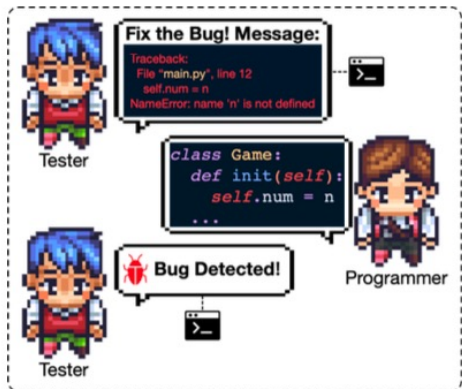 Fix the Bug! Message:
Traceback:
File "main.py", line 12
self.num = n
NameError: name 'n' is not defined
Tester
class Game:
def init(self):
self.num = n
...
Programmer
Bug Detected!
Tester